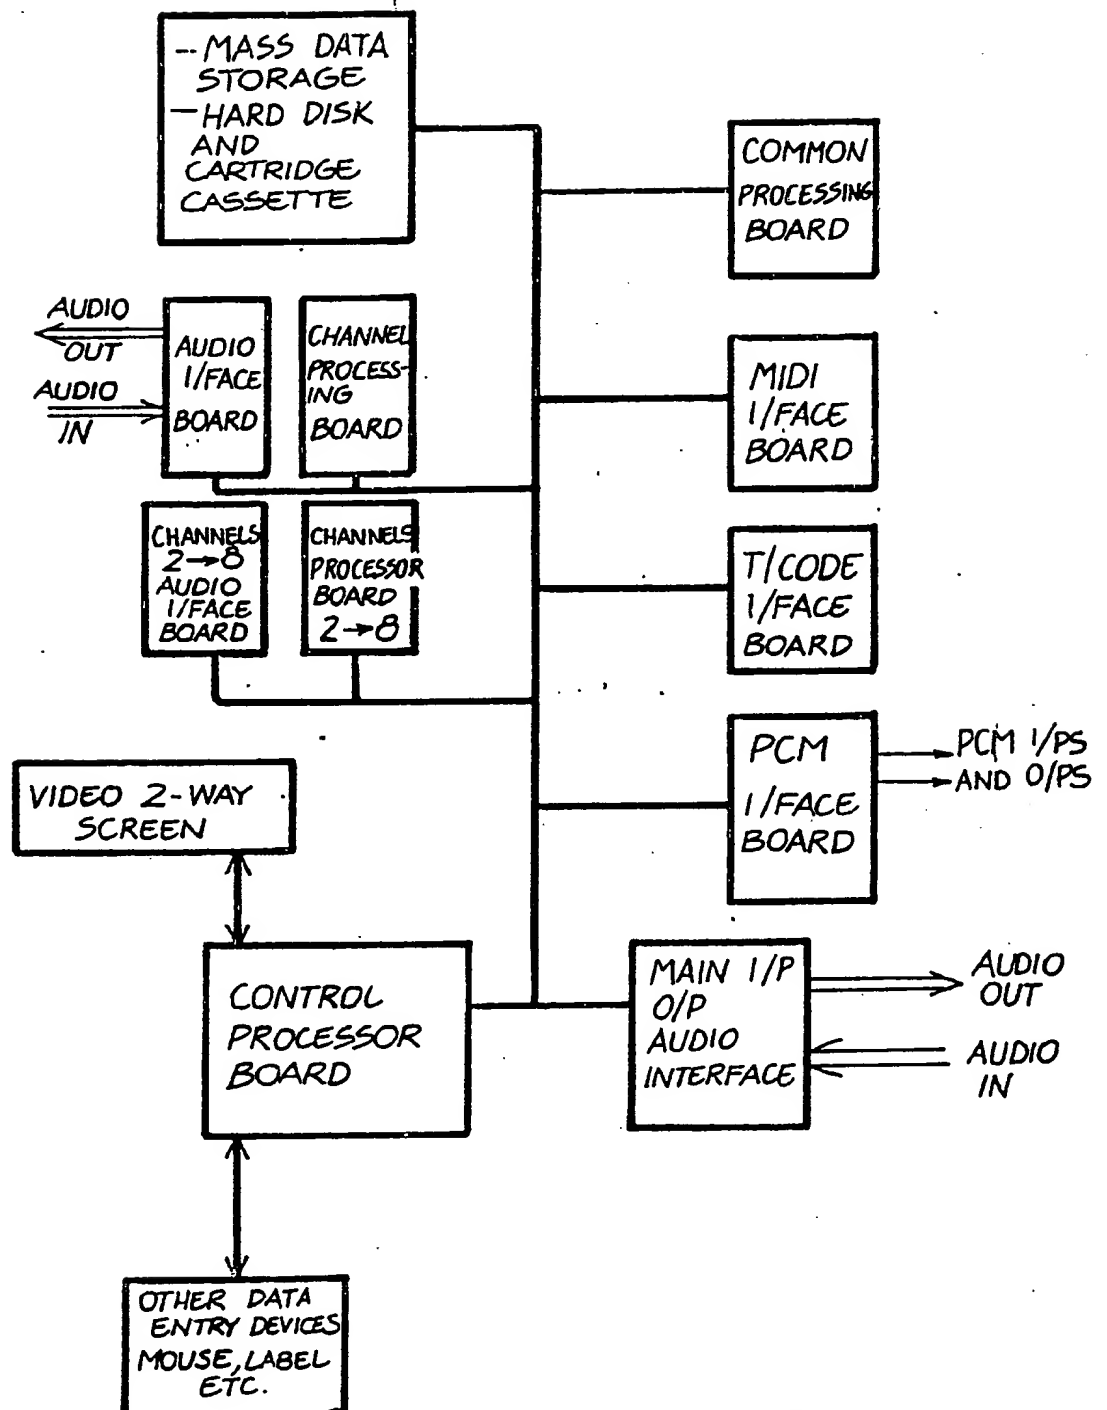 -- MASS DATA
STORAGE
— HARD DISK
AND
CARTRIDGE
CASSETTE
COMMON
PROCESSING
BOARD
AUDIO
OUT
AUDIO
IN
AUDIO
I/FACE
BOARD
CHANNEL
PROCESS-
ING
BOARD
MIDI
I/FACE
BOARD
CHANNELS
2→8
AUDIO
I/FACE
BOARD
CHANNELS
PROCESSOR
BOARD
2→8
T/CODE
I/FACE
BOARD
PCM
I/FACE
BOARD
PCM I/PS
AND O/PS
VIDEO 2-WAY
SCREEN
CONTROL
PROCESSOR
BOARD
MAIN I/P
O/P
AUDIO
INTERFACE
AUDIO
OUT
AUDIO
IN
OTHER DATA
ENTRY DEVICES
MOUSE, LABEL
ETC.